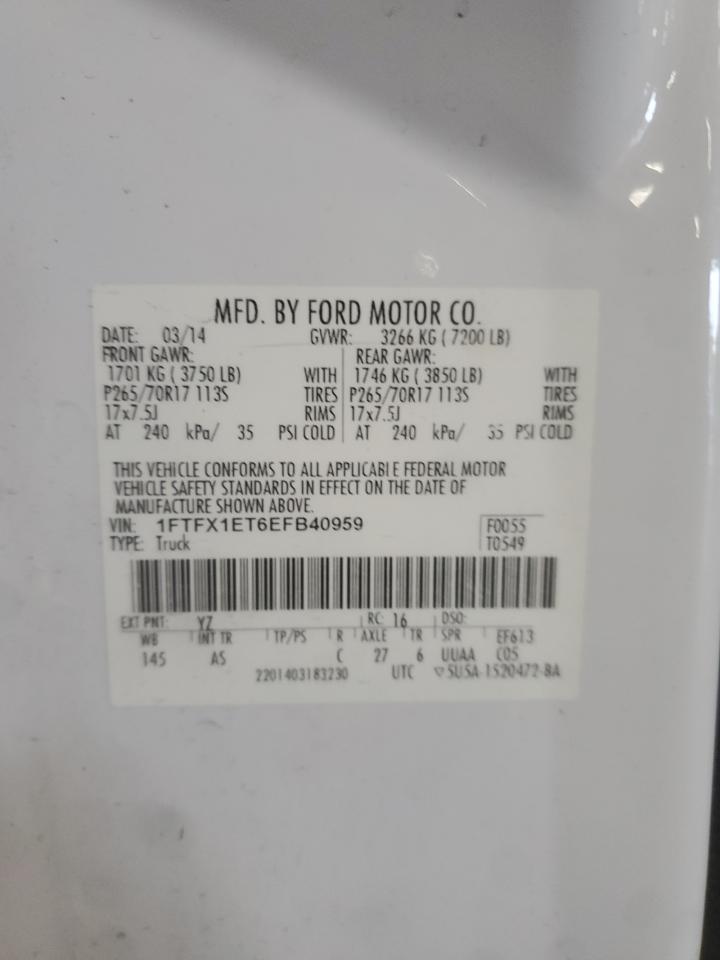 MFD. BY FORD MOTOR CO.
DATE: 03/14 GVWR: 3266 KG ( 7200 LB)
FRONT GAWR: REAR GAWR:
1701 KG ( 3750 LB) WITH 1746 KG ( 3850 LB) WITH
P265/70R17 113S TIRES P265/70R17 113S TIRES
17x7.5J RIMS 17x7.5J RIMS
AT 240 kPa/ 35 PSI COLD AT 240 kPa/ 35 PSI COLD
THIS VEHICLE CONFORMS TO ALL APPLICABLE FEDERAL MOTOR
VEHICLE SAFETY STANDARDS IN EFFECT ON THE DATE OF
MANUFACTURE SHOWN ABOVE.
VIN: 1FTFX1ET6EFB40959 F0055
TYPE: Truck T0549
EXT PNT: YZ RC: 16 DSO:
WB INT TR TP/PS R AXLE TR SPR EF613
145 AS C 27 6 UUAA C05
2201403183230 UTC ▽5USA-1520472-BA